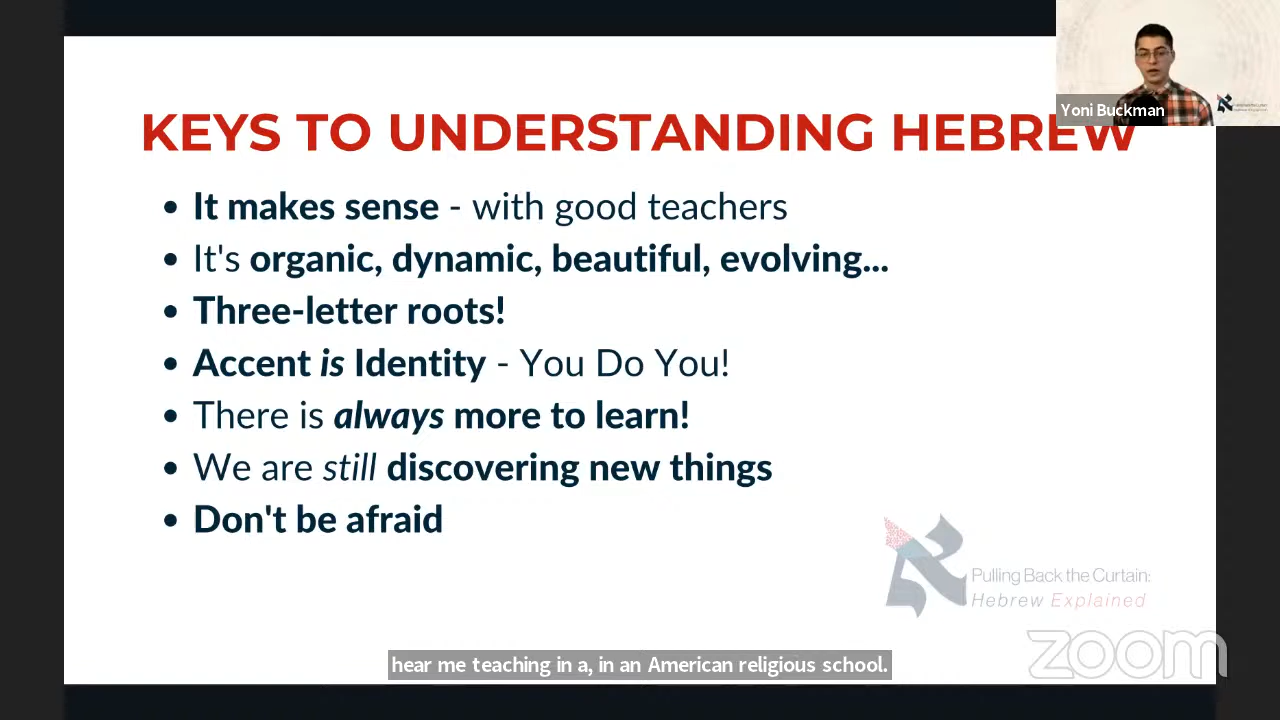 Yoni Buckman
KEYS TO UNDERSTANDING HEBREW
• It makes sense - with good teachers
• It's organic, dynamic, beautiful, evolving...
• Three-letter roots!
• Accent is Identity - You Do You!
• There is always more to learn!
• We are still discovering new things
• Don't be afraid
א
Pulling Back the Curtain:
Hebrew Explained
zoom
hear me teaching in a, in an American religious school.